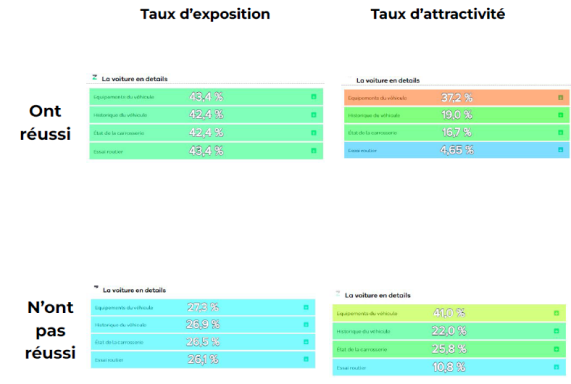 Taux d'exposition
Taux d'attractivité
Ont
réussi
La voiture en détails
Equipements du véhicule 43,4 %
Historique du véhicule 42,4 %
État de la carrosserie 42,4 %
Essai routier 43,4 %
La voiture en détails
Equipements du véhicule 37,2 %
Historique du véhicule 19,0 %
État de la carrosserie 16,7 %
Essai routier 4,65 %
N'ont
pas
réussi
La voiture en détails
Equipements du véhicule 27,3 %
Historique du véhicule 26,9 %
État de la carrosserie 26,5 %
Essai routier 26,1 %
La voiture en détails
Equipements du véhicule 41,0 %
Historique du véhicule 22,0 %
État de la carrosserie 25,8 %
Essai routier 10,8 %